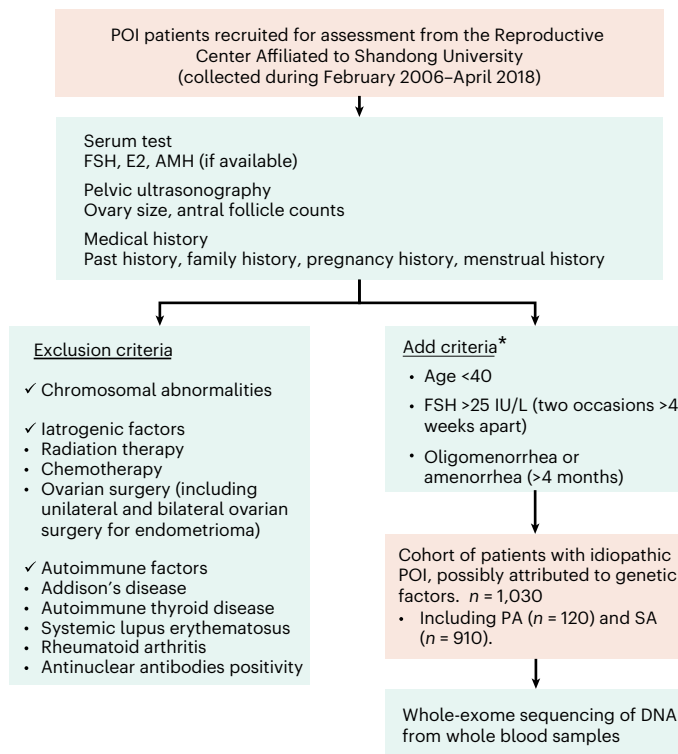 POI patients recruited for assessment from the Reproductive
Center Affiliated to Shandong University
(collected during February 2006–April 2018)
Serum test
FSH, E2, AMH (if available)
Pelvic ultrasonography
Ovary size, antral follicle counts
Medical history
Past history, family history, pregnancy history, menstrual history
Exclusion criteria
✓ Chromosomal abnormalities
✓ Iatrogenic factors
• Radiation therapy
• Chemotherapy
• Ovarian surgery (including
unilateral and bilateral ovarian
surgery for endometrioma)
✓ Autoimmune factors
• Addison's disease
• Autoimmune thyroid disease
• Systemic lupus erythematosus
• Rheumatoid arthritis
• Antinuclear antibodies positivity
Add criteria*
• Age <40
• FSH >25 IU/L (two occasions >4
weeks apart)
• Oligomenorrhea or
amenorrhea (>4 months)
Cohort of patients with idiopathic
POI, possibly attributed to genetic
factors. n = 1,030
• Including PA (n = 120) and SA
(n = 910).
Whole-exome sequencing of DNA
from whole blood samples